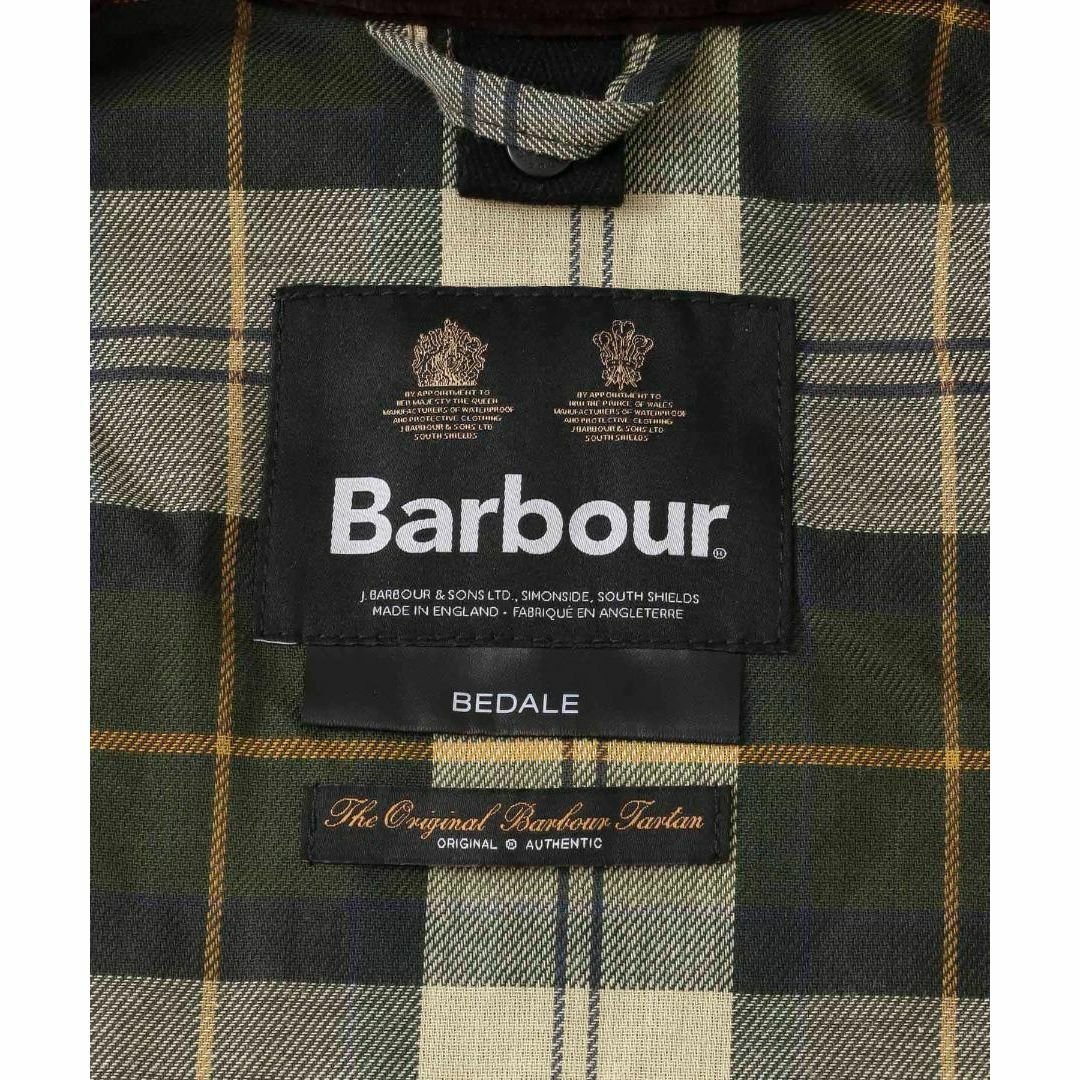 BY APPOINTMENT TO
HER MAJESTY THE QUEEN
MANUFACTURERS OF WATERPROOF
AND PROTECTIVE CLOTHING
J.BARBOUR & SONS LTD
SOUTH SHIELDS
BY APPOINTMENT TO
HRH THE PRINCE OF WALES
MANUFACTURERS OF WATERPROOF
AND PROTECTIVE CLOTHING
J.BARBOUR & SONS LTD
SOUTH SHIELDS
Barbour®
J. BARBOUR & SONS LTD., SIMONSIDE, SOUTH SHIELDS
MADE IN ENGLAND · FABRIQUÉ EN ANGLETERRE
BEDALE
The Original Barbour Tartan
ORIGINAL ® AUTHENTIC